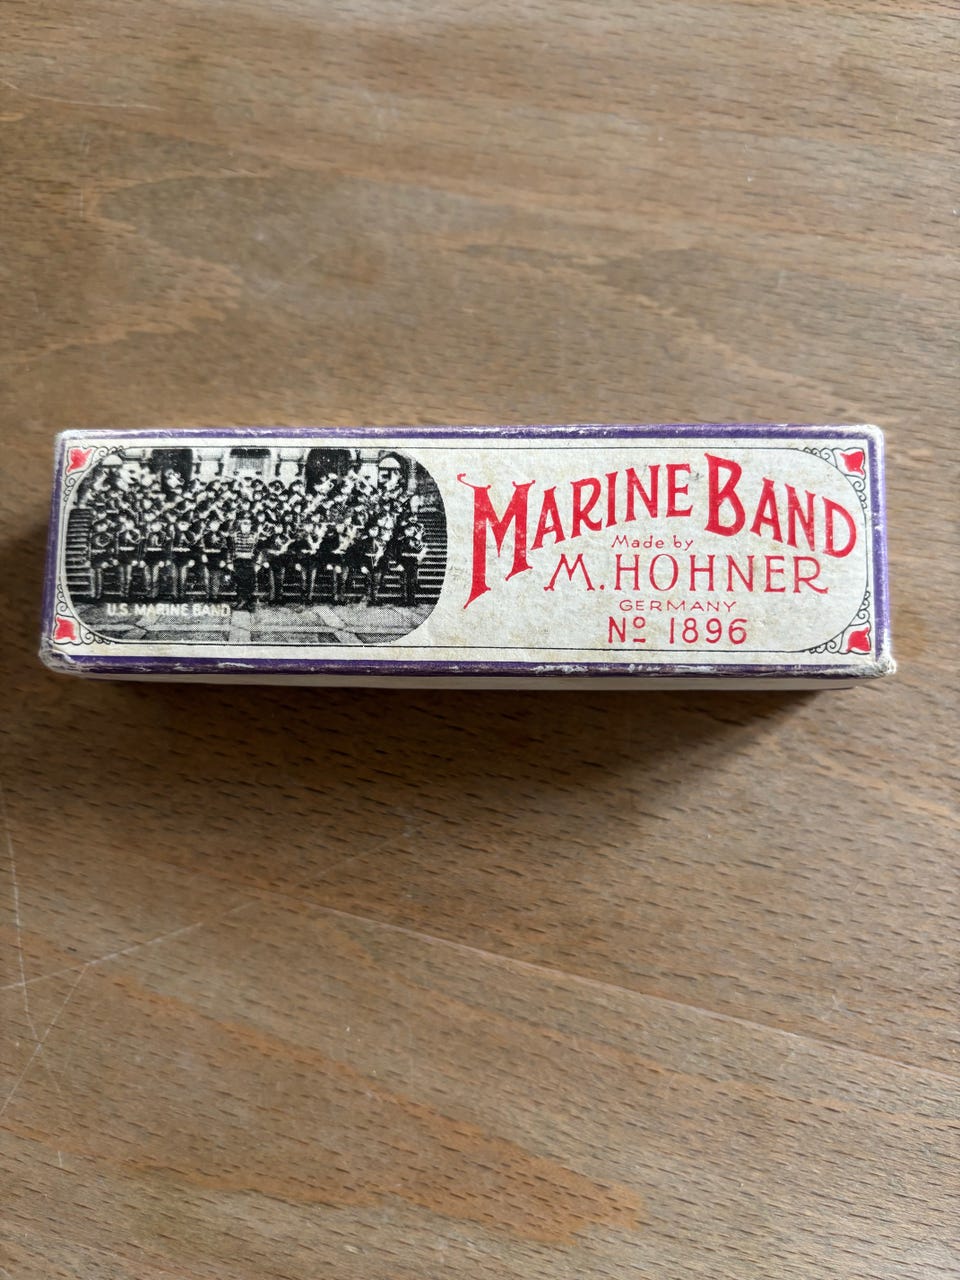 U.S. MARINE BAND
MARINE BAND
Made by
M. HOHNER
GERMANY
Nº 1896